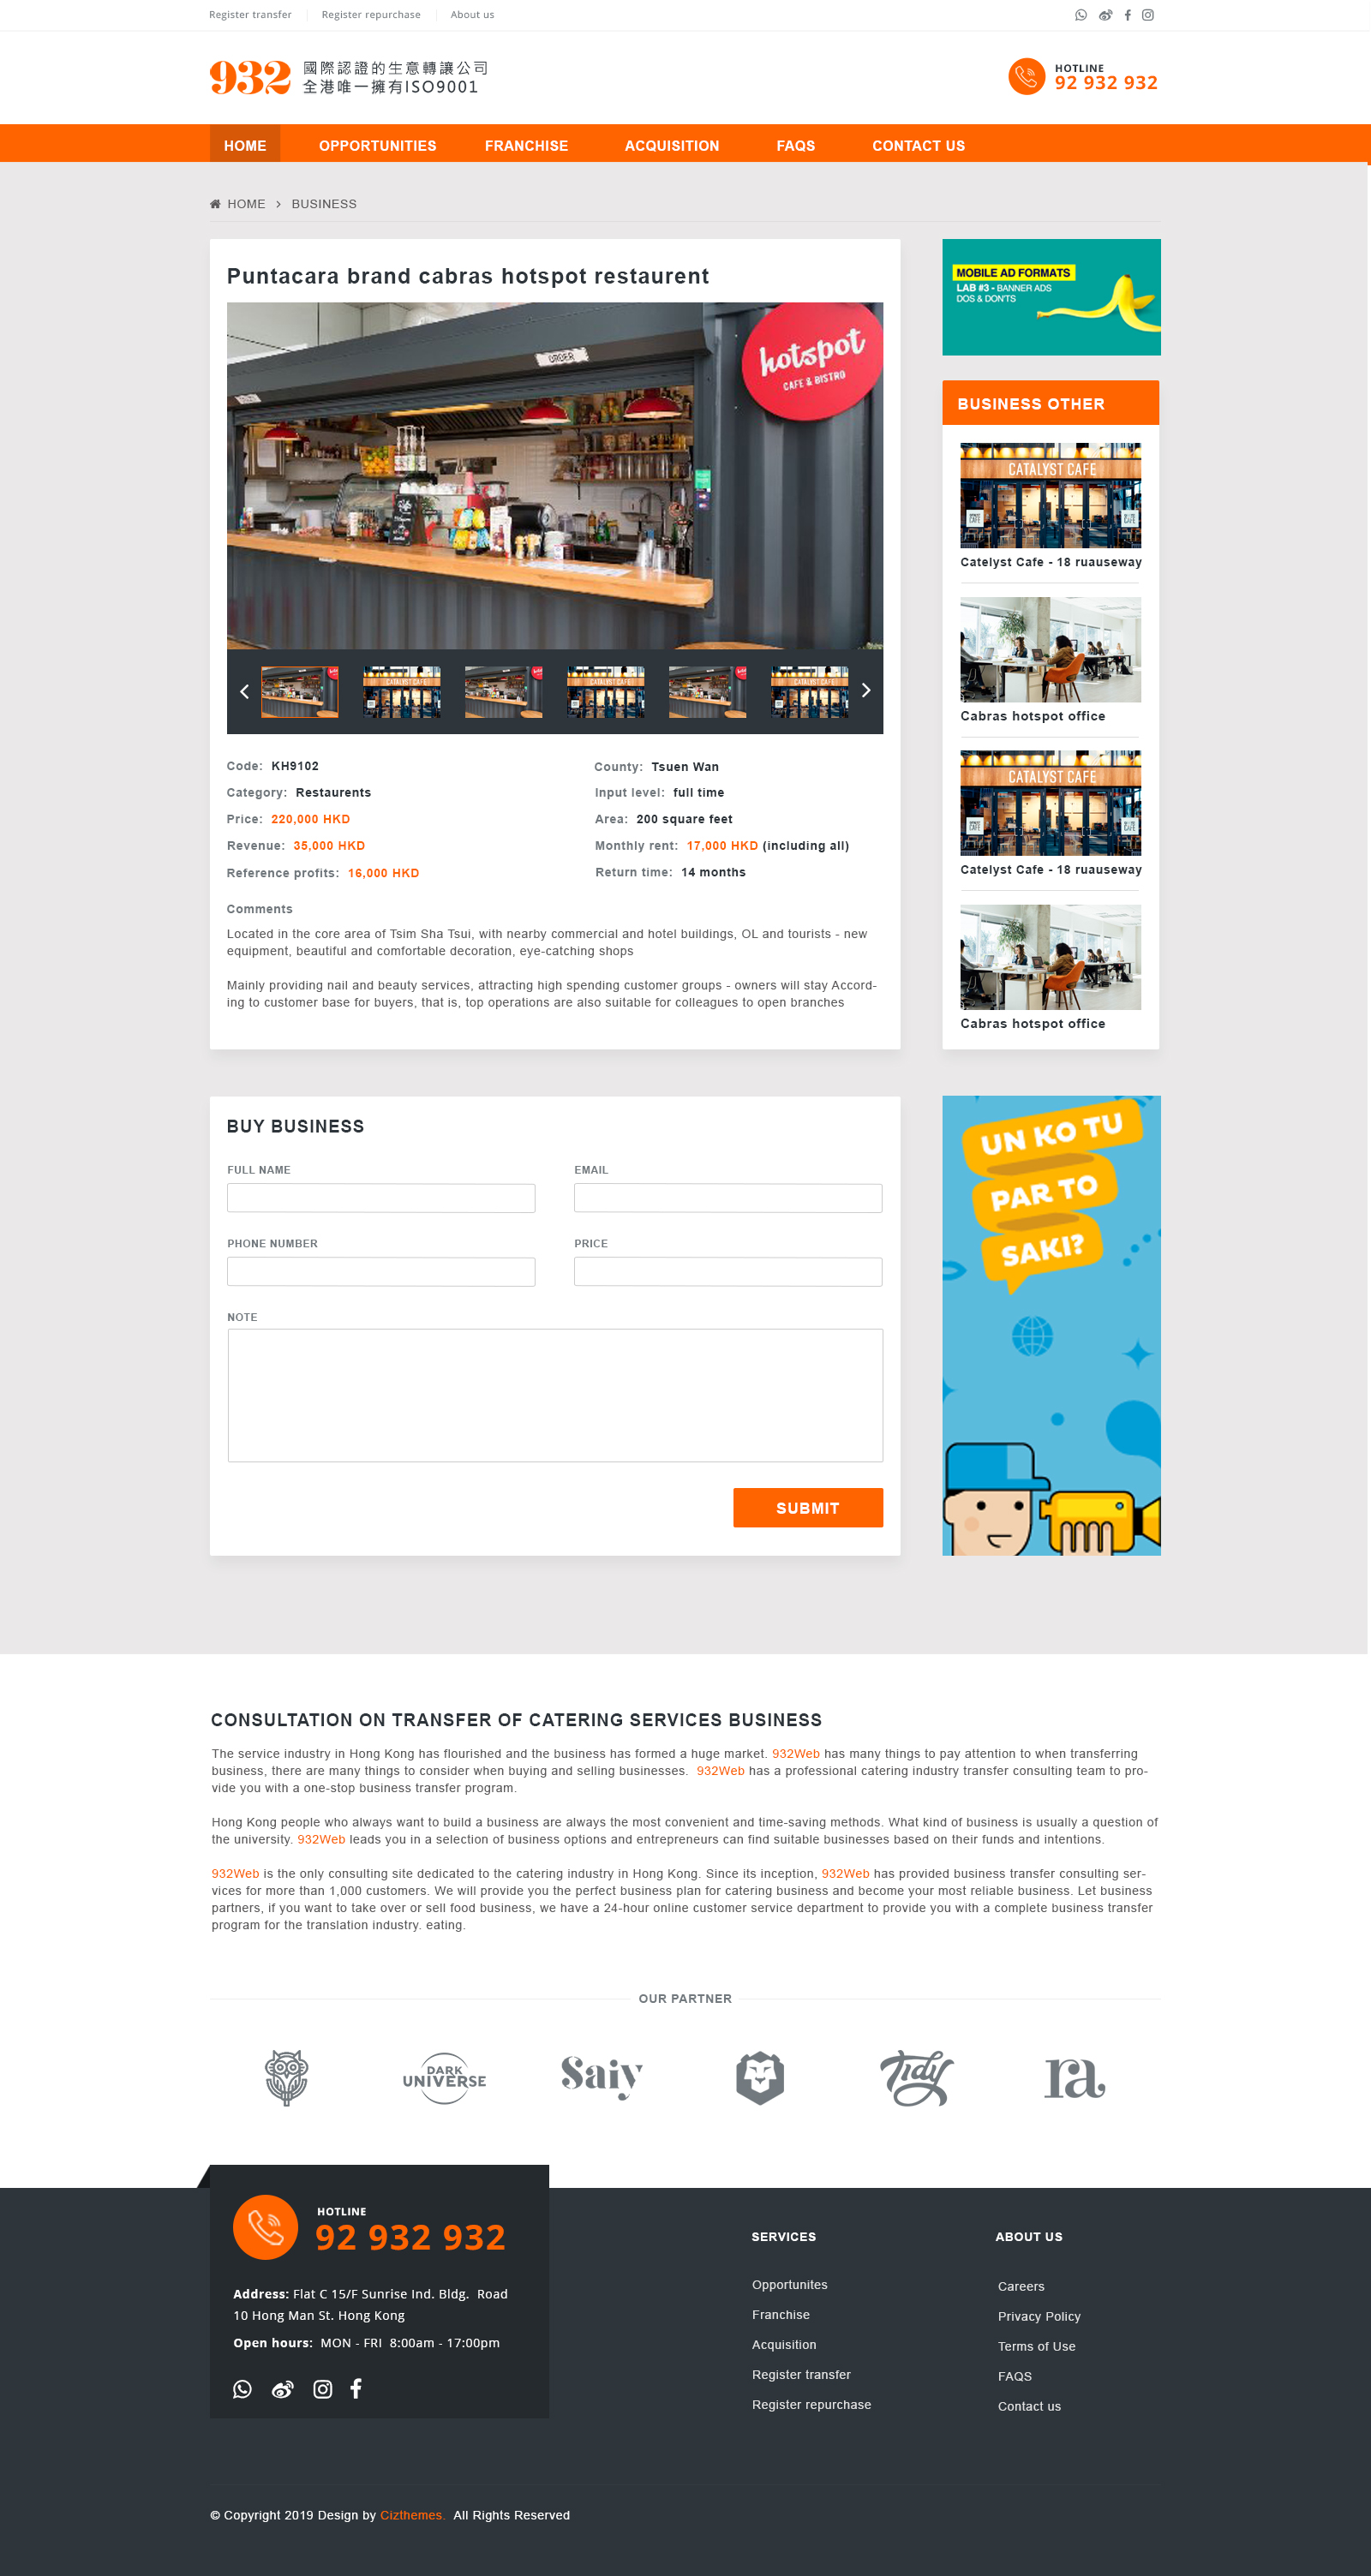 Register transfer
Register repurchase
About us
932 國際認證的生意轉讓公司
全港唯一擁有ISO9001
HOTLINE
92 932 932
HOME
OPPORTUNITIES
FRANCHISE
ACQUISITION
FAQS
CONTACT US
HOME > BUSINESS
Puntacara brand cabras hotspot restaurent
ORDER
hotspot
CAFE & BISTRO
CATALYST CAFE
CATALYST CAFE
CATALYST CAFE
Code: KH9102
Category: Restaurents
Price: 220,000 HKD
Revenue: 35,000 HKD
Reference profits: 16,000 HKD
County: Tsuen Wan
Input level: full time
Area: 200 square feet
Monthly rent: 17,000 HKD (including all)
Return time: 14 months
Comments
Located in the core area of Tsim Sha Tsui, with nearby commercial and hotel buildings, OL and tourists - new
equipment, beautiful and comfortable decoration, eye-catching shops
Mainly providing nail and beauty services, attracting high spending customer groups - owners will stay Accord-
ing to customer base for buyers, that is, top operations are also suitable for colleagues to open branches
MOBILE AD FORMATS
LAB #3 - BANNER ADS
DOS & DON'TS
BUSINESS OTHER
CATALYST CAFE
Catelyst Cafe - 18 ruauseway
Cabras hotspot office
CATALYST CAFE
Catelyst Cafe - 18 ruauseway
Cabras hotspot office
BUY BUSINESS
FULL NAME
EMAIL
PHONE NUMBER
PRICE
NOTE
SUBMIT
UN KO TU
PAR TO
SAKI?
CONSULTATION ON TRANSFER OF CATERING SERVICES BUSINESS
The service industry in Hong Kong has flourished and the business has formed a huge market. 932Web has many things to pay attention to when transferring
business, there are many things to consider when buying and selling businesses. 932Web has a professional catering industry transfer consulting team to pro-
vide you with a one-stop business transfer program.
Hong Kong people who always want to build a business are always the most convenient and time-saving methods. What kind of business is usually a question of
the university. 932Web leads you in a selection of business options and entrepreneurs can find suitable businesses based on their funds and intentions.
932Web is the only consulting site dedicated to the catering industry in Hong Kong. Since its inception, 932Web has provided business transfer consulting ser-
vices for more than 1,000 customers. We will provide you the perfect business plan for catering business and become your most reliable business. Let business
partners, if you want to take over or sell food business, we have a 24-hour online customer service department to provide you with a complete business transfer
program for the translation industry. eating.
OUR PARTNER
DARK
UNIVERSE
Saiy
Tidy
ra
HOTLINE
92 932 932
Address: Flat C 15/F Sunrise Ind. Bldg. Road
10 Hong Man St. Hong Kong
Open hours: MON - FRI 8:00am - 17:00pm
SERVICES
Opportunites
Franchise
Acquisition
Register transfer
Register repurchase
ABOUT US
Careers
Privacy Policy
Terms of Use
FAQS
Contact us
© Copyright 2019 Design by Cizthemes. All Rights Reserved